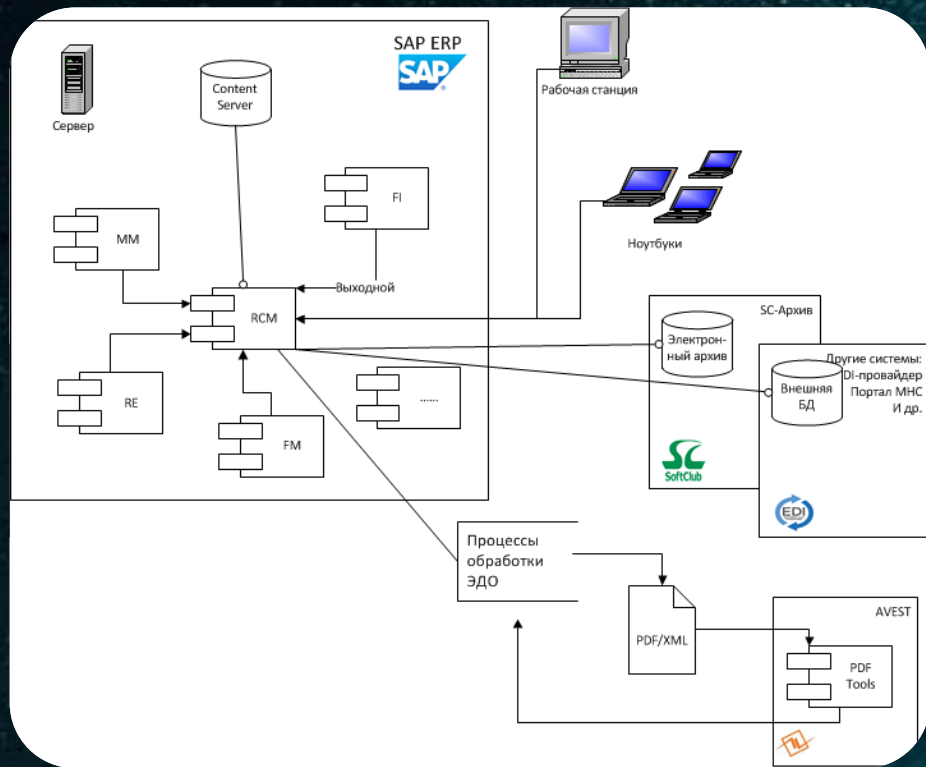 SAP ERP
SAP
Сервер
Content
Server
Рабочая станция
FI
MM
Ноутбуки
Выходной
RCM
SC-Архив
Электрон-
ный архив
Другие системы:
DI-провайдер
Портал МНС
И др.
Внешняя
БД
RE
......
FM
SC
SoftClub
EDI
Процессы
обработки
ЭДО
PDF/XML
AVEST
PDF
Tools